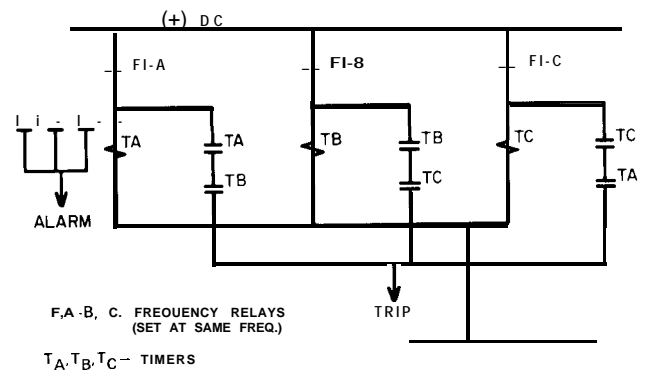 (+) DC
FI-A
FI-8
FI-C
I i - I - -
TA
TA
TB
TB
TB
TC
TC
TC
TA
ALARM
TRIP
F,A -B, C. FREOUENCY RELAYS
(SET AT SAME FREQ.)
TA,TB,TC — TIMERS